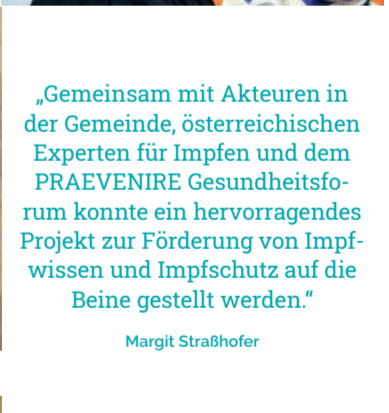 „Gemeinsam mit Akteuren in
der Gemeinde, österreichischen
Experten für Impfen und dem
PRAEVENIRE Gesundheitsfo-
rum konnte ein hervorragendes
Projekt zur Förderung von Impf-
wissen und Impfschutz auf die
Beine gestellt werden.“
Margit Straßhofer